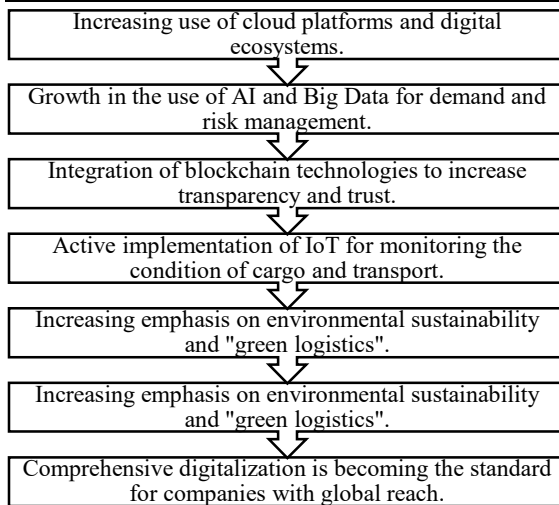 Increasing use of cloud platforms and digital
ecosystems.
Growth in the use of AI and Big Data for demand and
risk management.
Integration of blockchain technologies to increase
transparency and trust.
Active implementation of IoT for monitoring the
condition of cargo and transport.
Increasing emphasis on environmental sustainability
and "green logistics".
Increasing emphasis on environmental sustainability
and "green logistics".
Comprehensive digitalization is becoming the standard
for companies with global reach.